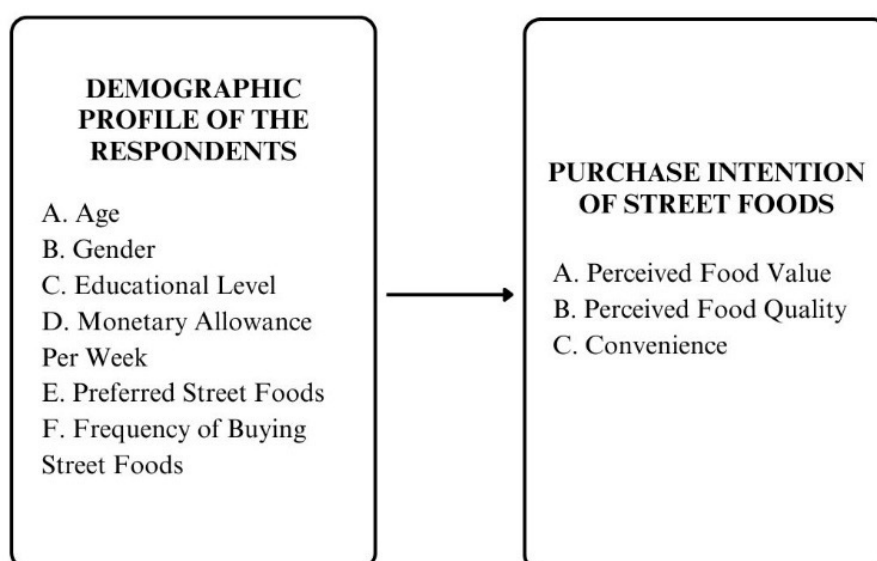 DEMOGRAPHIC
PROFILE OF THE
RESPONDENTS
A. Age
B. Gender
C. Educational Level
D. Monetary Allowance
Per Week
E. Preferred Street Foods
F. Frequency of Buying
Street Foods
PURCHASE INTENTION
OF STREET FOODS
A. Perceived Food Value
B. Perceived Food Quality
C. Convenience